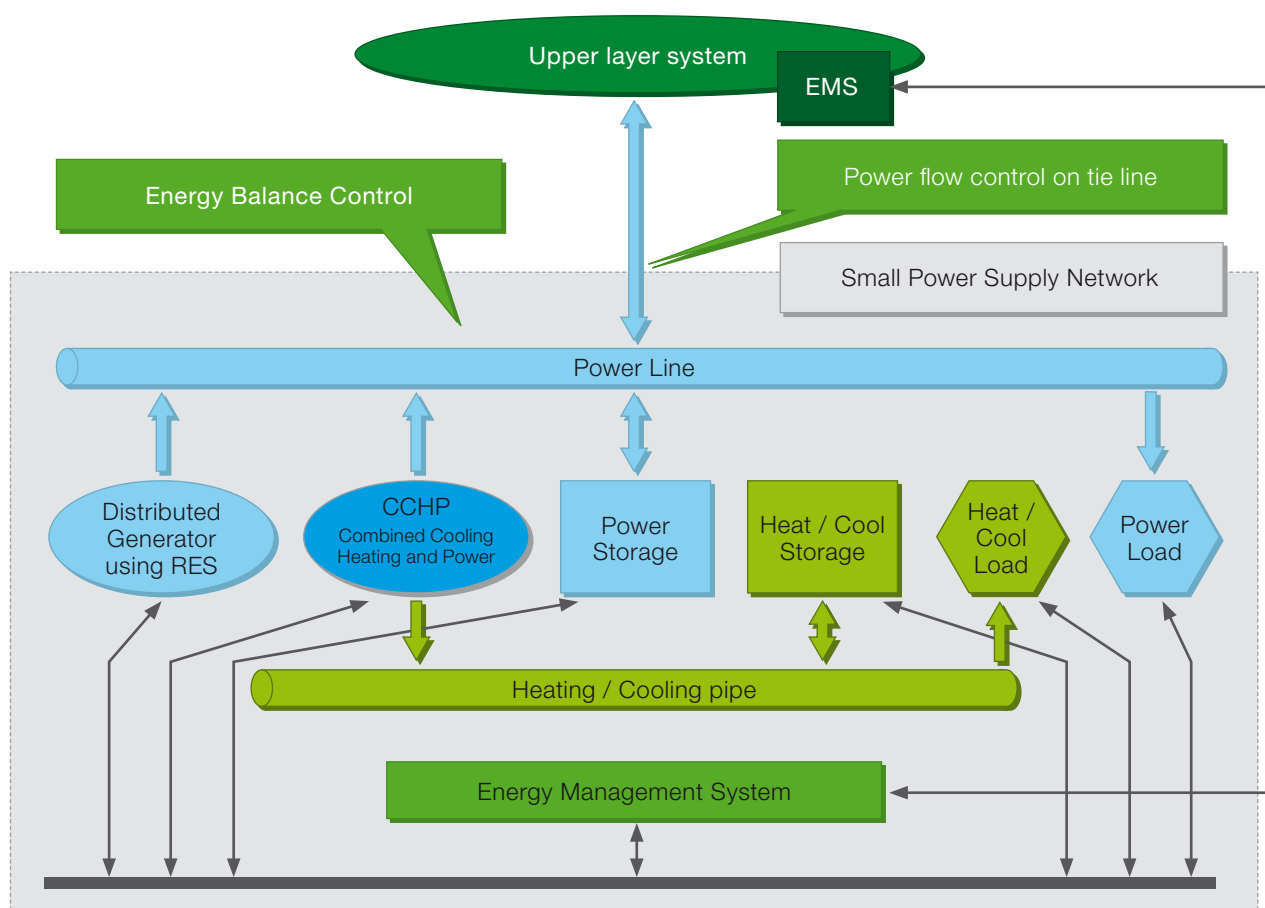 Upper layer system
EMS
Power flow control on tie line
Energy Balance Control
Small Power Supply Network
Power Line
Distributed
Generator
using RES
CCHP
Combined Cooling
Heating and Power
Power
Storage
Heat / Cool
Storage
Heat /
Cool
Load
Power
Load
Heating / Cooling pipe
Energy Management System